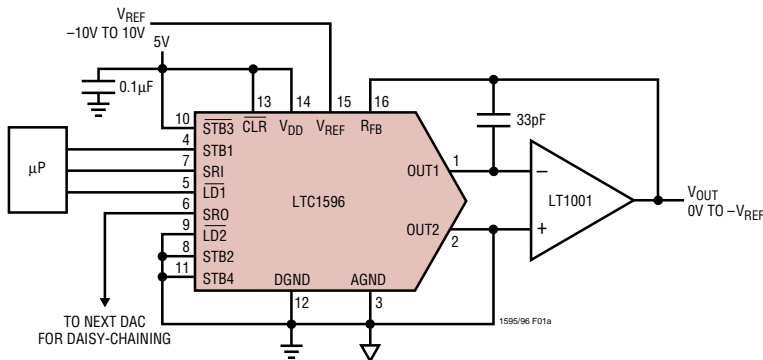 VREF
–10V TO 10V
5V
0.1µF
13
14
15
16
33pF
10
STB3
CLR
VDD
VREF
RFB
4
STB1
µP
7
SRI
OUT1
1
–
5
LD1
LTC1596
LT1001
VOUT
0V TO –VREF
6
SRO
9
LD2
OUT2
+
8
STB2
2
11
STB4
DGND
AGND
12
3
1595/96 F01a
TO NEXT DAC
FOR DAISY-CHAINING